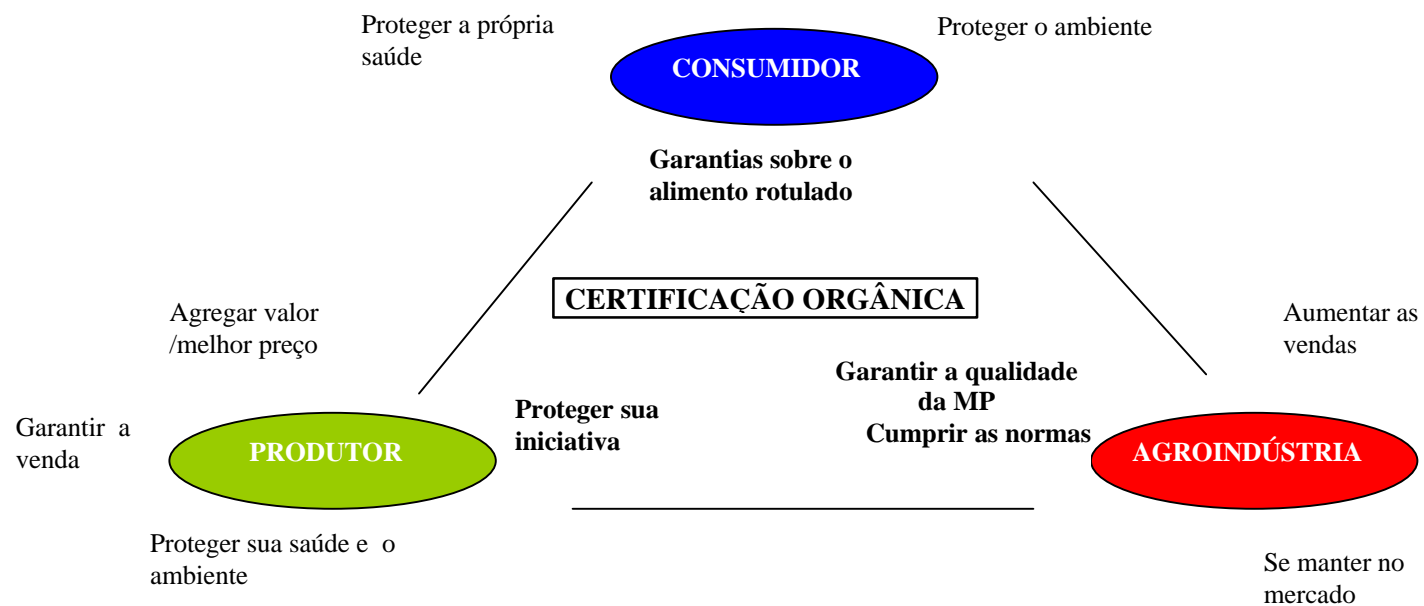 Proteger a própria
saúde
Proteger o ambiente
CONSUMIDOR
Garantias sobre o
alimento rotulado
CERTIFICAÇÃO ORGÂNICA
Agregar valor
/melhor preço
Aumentar as
vendas
Garantir a qualidade
da MP
Cumprir as normas
Proteger sua
iniciativa
Garantir a
venda
PRODUTOR
AGROINDÚSTRIA
Proteger sua saúde e o
ambiente
Se manter no
mercado